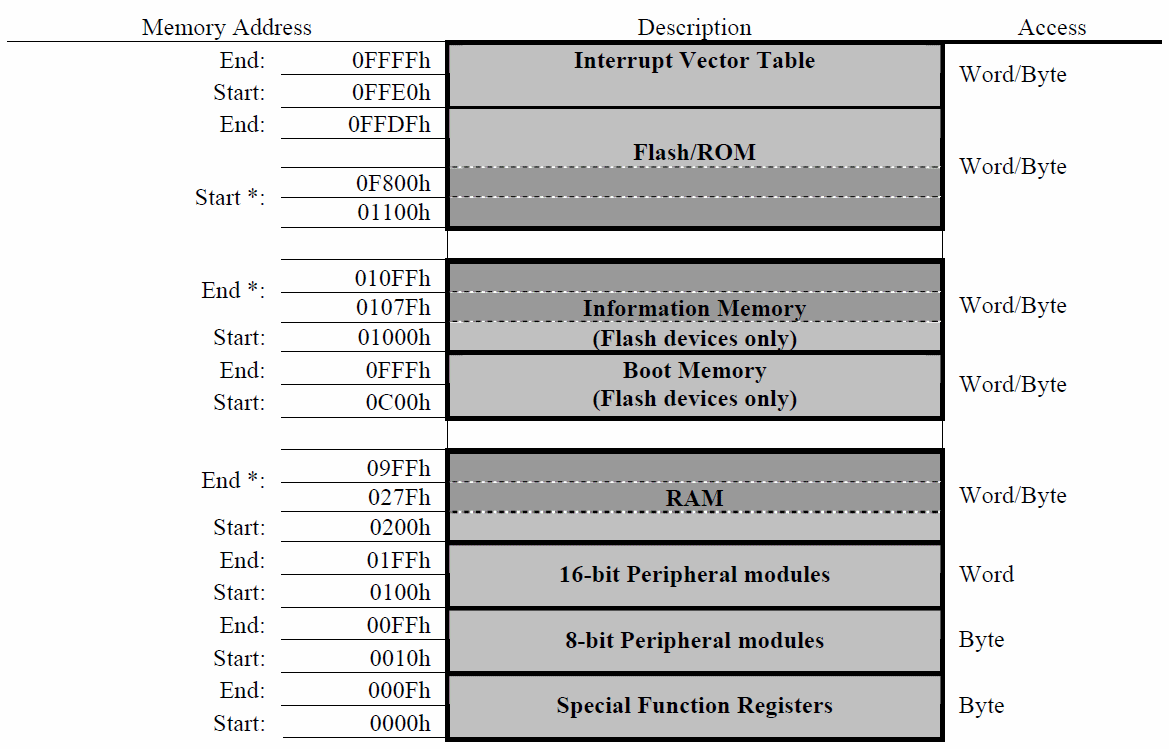 Memory Address Description Access
End: 0FFFFh Interrupt Vector Table
Word/Byte
Start: 0FFE0h
End: 0FFDFh
Flash/ROM
Word/Byte
0F800h
Start *:
01100h
010FFh
End *:
0107Fh Information Memory Word/Byte
Start: 01000h (Flash devices only)
End: 0FFFh Boot Memory
Word/Byte
Start: 0C00h (Flash devices only)
09FFh
End *:
027Fh RAM Word/Byte
Start: 0200h
End: 01FFh
16-bit Peripheral modules Word
Start: 0100h
End: 00FFh
8-bit Peripheral modules Byte
Start: 0010h
End: 000Fh
Special Function Registers Byte
Start: 0000h